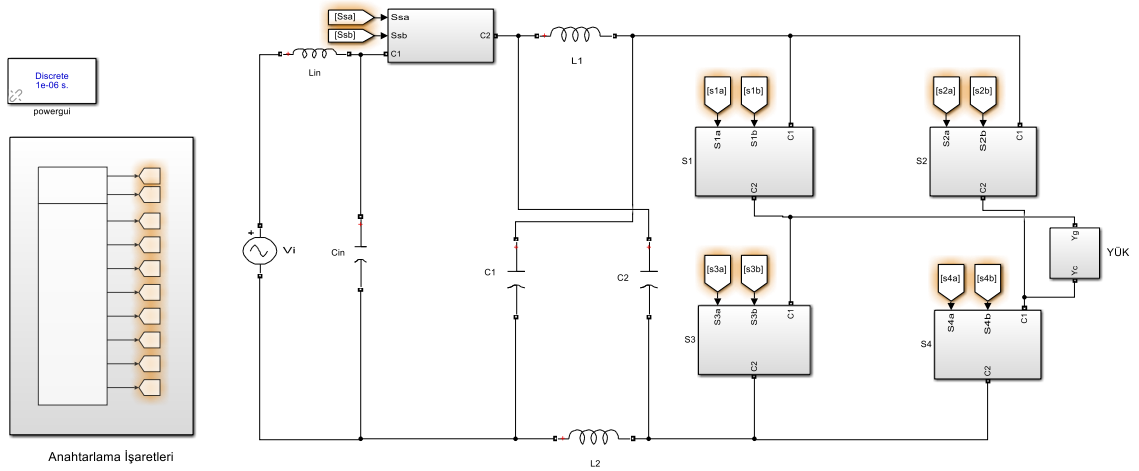 [Ssa]
[Ssb]
Ssa
Ssb
C1
C2
Lin
L1
Discrete
1e-06 s.
powergui
[s1a]
[s1b]
S1a
S1b
C1
S1
C2
[s2a]
[s2b]
S2a
S2b
C1
S2
C2
Vi
Cin
C1
C2
[s3a]
[s3b]
S3a
S3b
C1
S3
C2
[s4a]
[s4b]
S4a
S4b
C1
S4
C2
Yg
Yc
YÜK
L2
Anahtarlama İşaretleri